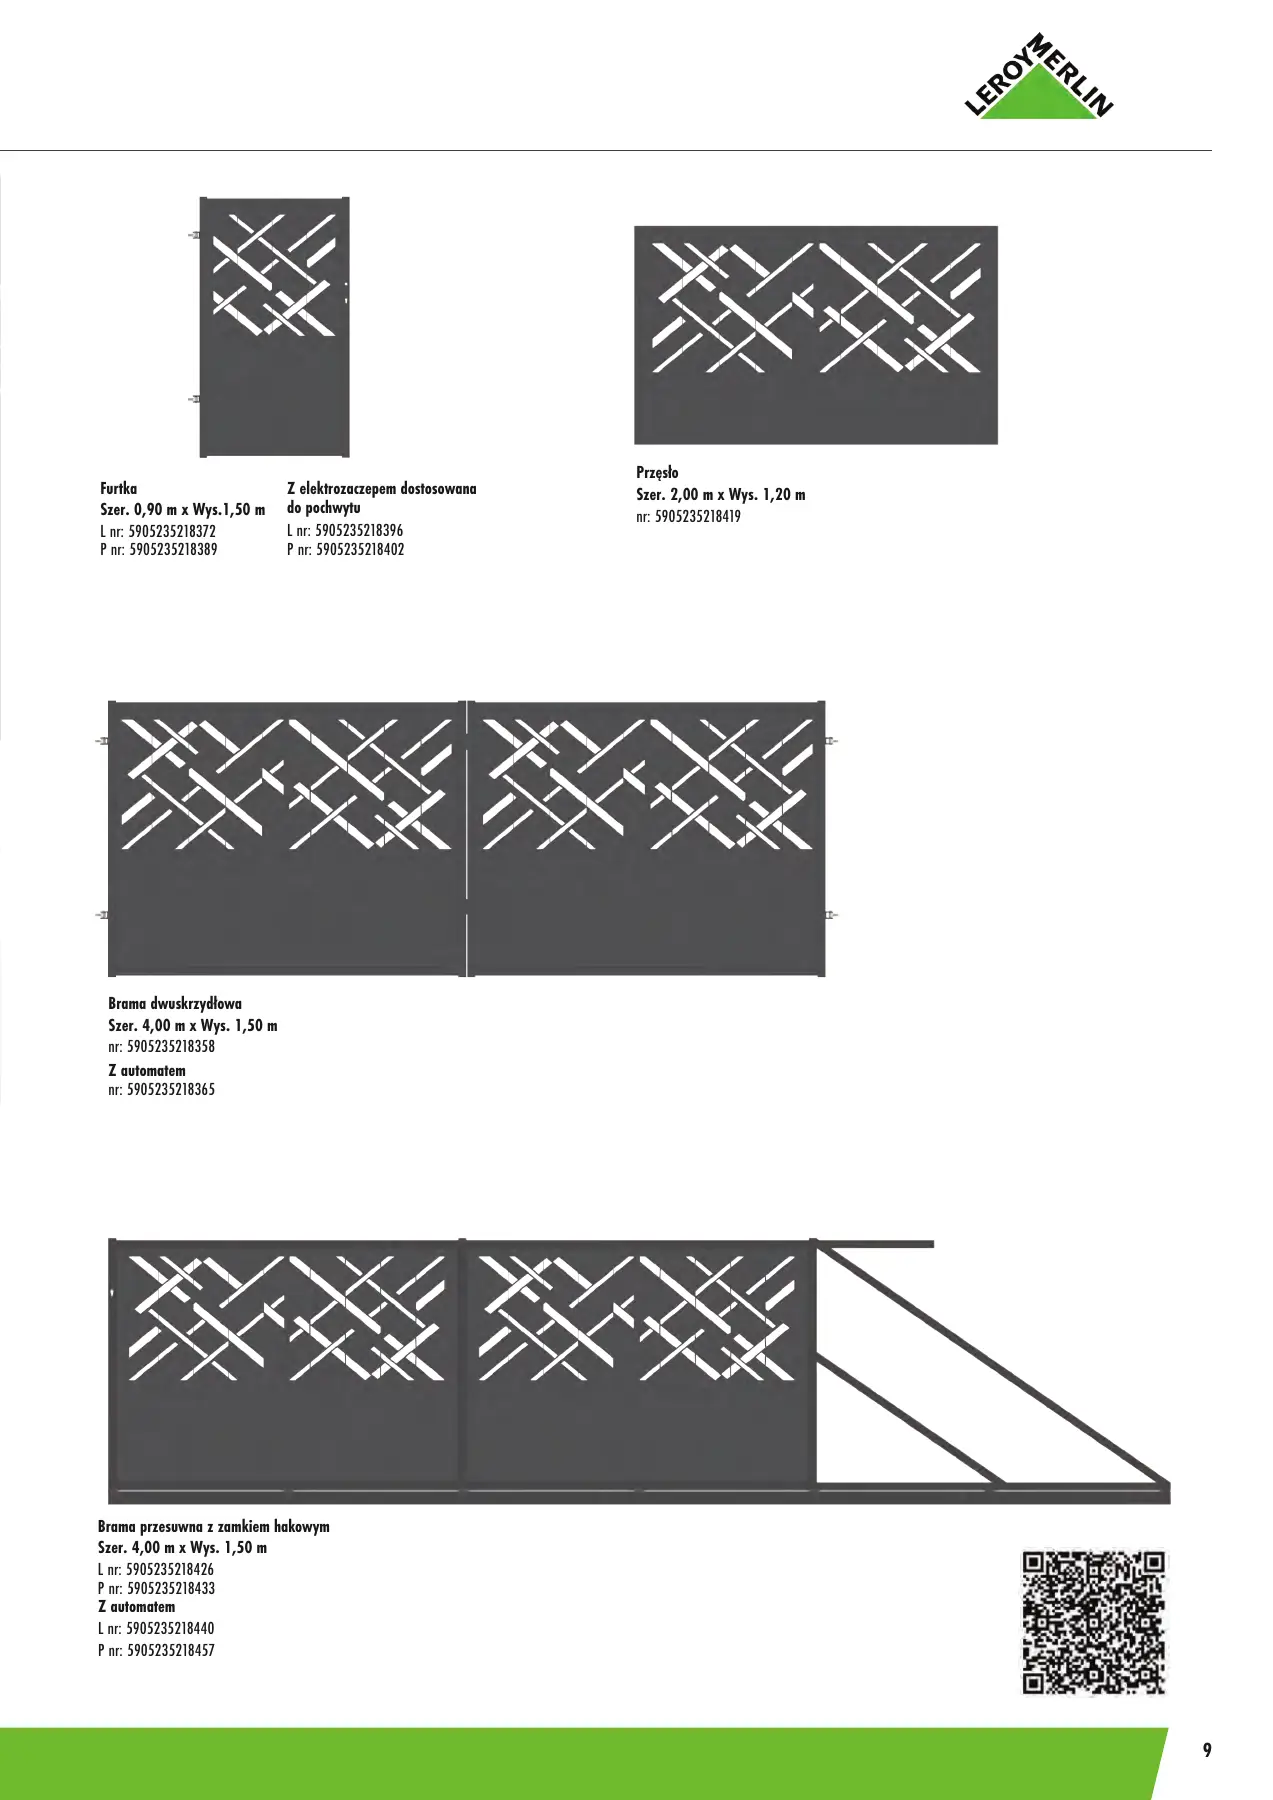 LEROY MERLIN
Furtka
Szer. 0,90 m x Wys.1,50 m
L nr: 5905235218372
P nr: 5905235218389
Z elektrozaczepem dostosowana
do pochwytu
L nr: 5905235218396
P nr: 5905235218402
Przęsło
Szer. 2,00 m x Wys. 1,20 m
nr: 5905235218419
Brama dwuskrzydłowa
Szer. 4,00 m x Wys. 1,50 m
nr: 5905235218358
Z automatem
nr: 5905235218365
Brama przesuwna z zamkiem hakowym
Szer. 4,00 m x Wys. 1,50 m
L nr: 5905235218426
P nr: 5905235218433
Z automatem
L nr: 5905235218440
P nr: 5905235218457
9